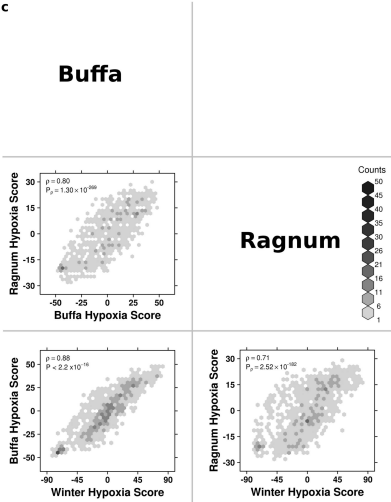 c
Buffa
Ragnum Hypoxia Score
30
15
0
-15
-30
ρ = 0.80
Pρ = 1.30 × 10⁻²⁶⁹
-50
-25
0
25
50
Buffa Hypoxia Score
Ragnum
Counts
50
45
40
35
30
26
21
16
11
6
1
Buffa Hypoxia Score
50
25
0
-25
-50
ρ = 0.88
P < 2.2 × 10⁻¹⁶
-90
-45
0
45
90
Winter Hypoxia Score
Ragnum Hypoxia Score
30
15
0
-15
-30
ρ = 0.71
Pρ = 2.52 × 10⁻¹⁸²
-90
-45
0
45
90
Winter Hypoxia Score